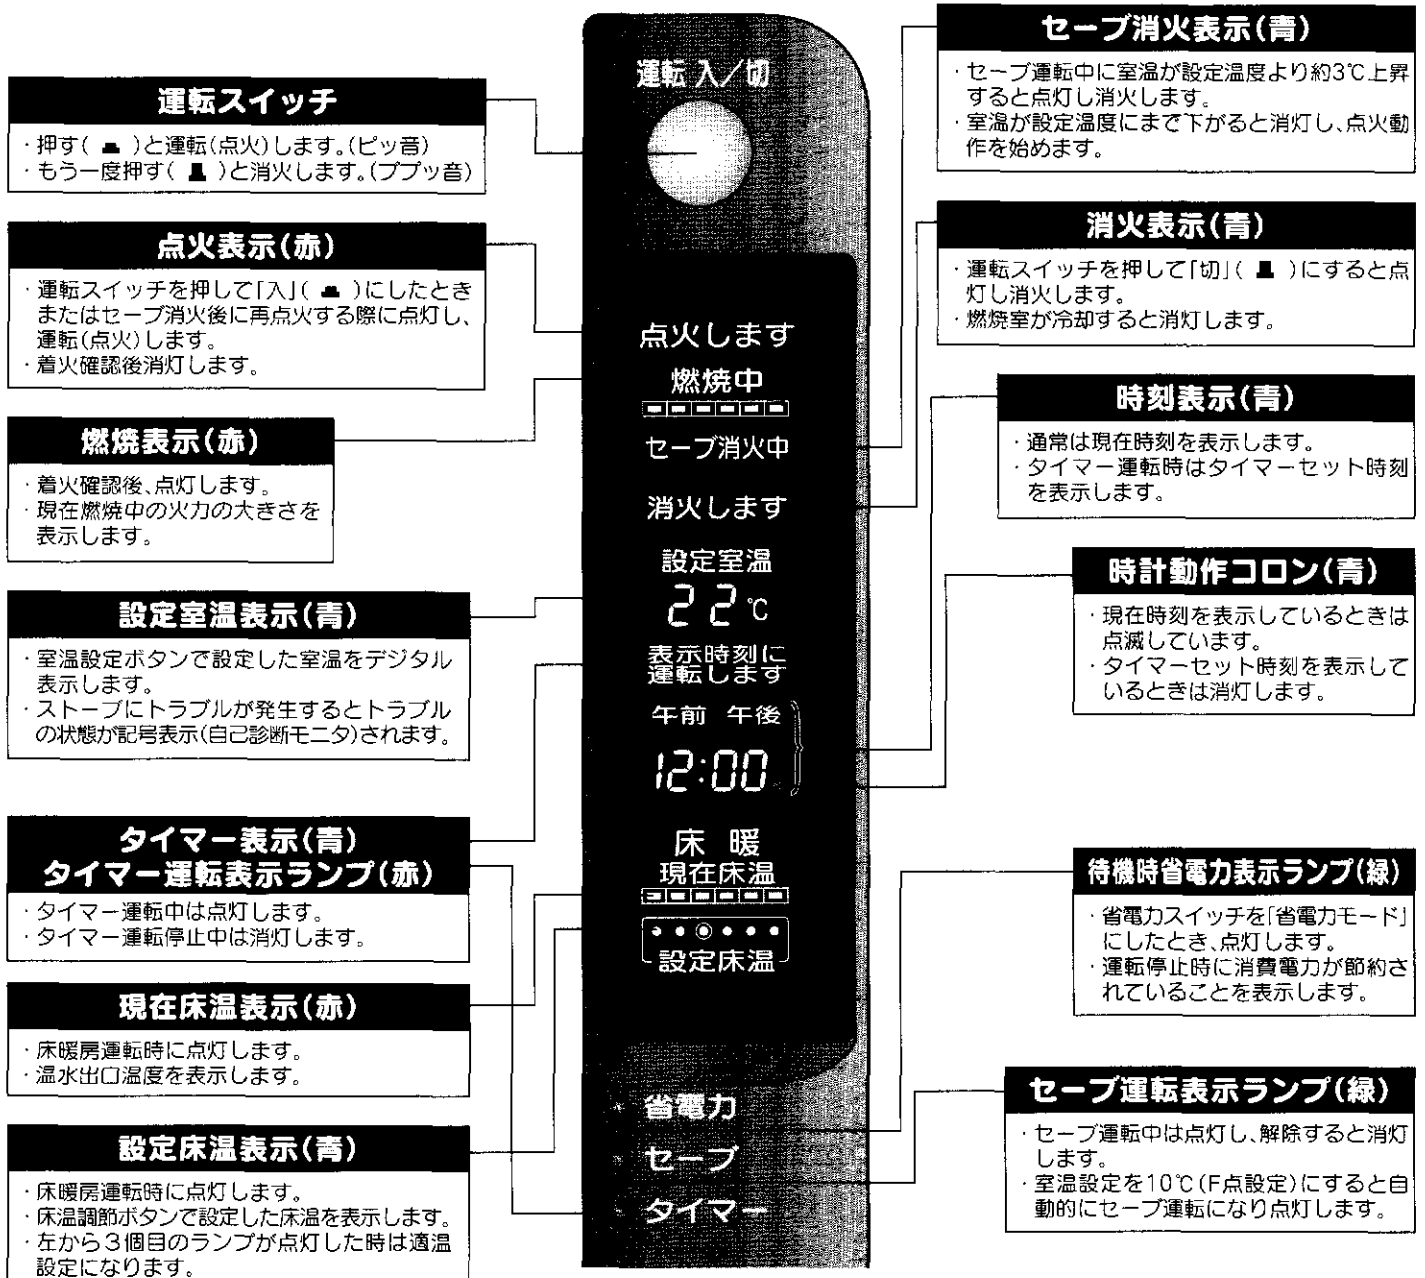 運転スイッチ
・押す( )と運転(点火)します。(ピッ音)
・もう一度押す( )と消火します。(ププッ音)
点火表示(赤)
・運転スイッチを押して「入」( )にしたとき
またはセーブ消火後に再点火する際に点灯し、
運転(点火)します。
・着火確認後消灯します。
燃焼表示(赤)
・着火確認後、点灯します。
・現在燃焼中の火力の大きさを
表示します。
設定室温表示(青)
・室温設定ボタンで設定した室温をデジタル
表示します。
・ストーブにトラブルが発生するとトラブル
の状態が記号表示(自己診断モニタ)されます。
タイマー表示(青)
タイマー運転表示ランプ(赤)
・タイマー運転中は点灯します。
・タイマー運転停止中は消灯します。
現在床温表示(赤)
・床暖房運転時に点灯します。
・温水出口温度を表示します。
設定床温表示(青)
・床暖房運転時に点灯します。
・床温調節ボタンで設定した床温を表示します。
・左から3個目のランプが点灯した時は適温
設定になります。
運転 入/切
点火します
燃焼中
セーブ消火中
消火します
設定室温
22℃
表示時刻に
運転します
午前 午後
12:00
床 暖
現在床温
設定床温
省電力
セーブ
タイマー
セーブ消火表示(青)
・セーブ運転中に室温が設定温度より約3℃上昇
すると点灯し消火します。
・室温が設定温度にまで下がると消灯し、点火動
作を始めます。
消火表示(青)
・運転スイッチを押して「切」( )にすると点
灯し消火します。
・燃焼室が冷却すると消灯します。
時刻表示(青)
・通常は現在時刻を表示します。
・タイマー運転時はタイマーセット時刻
を表示します。
時計動作コロン(青)
・現在時刻を表示しているときは
点滅しています。
・タイマーセット時刻を表示して
いるときは消灯します。
待機時省電力表示ランプ(緑)
・省電力スイッチを「省電力モード」
にしたとき、点灯します。
・運転停止時に消費電力が節約さ
れていることを表示します。
セーブ運転表示ランプ(緑)
・セーブ運転中は点灯し、解除すると消灯
します。
・室温設定を10℃(F点設定)にすると自
動的にセーブ運転になり点灯します。